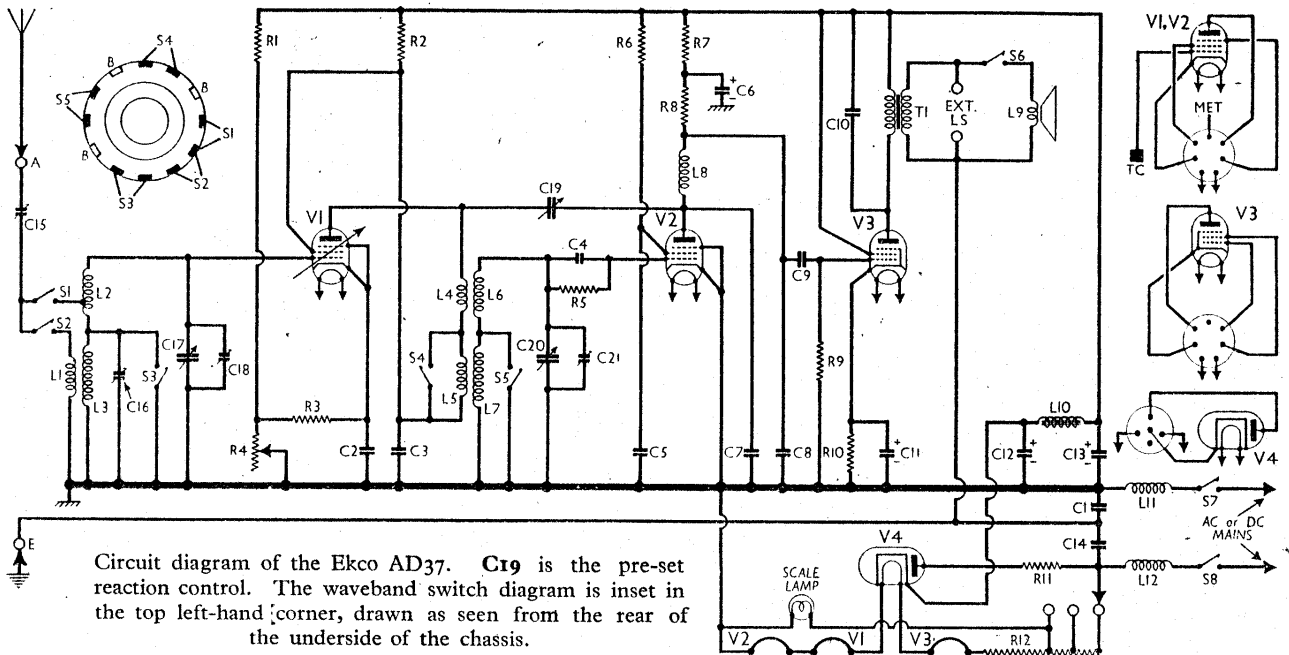 R1
R2
R6
R7
V1,V2
S4
B
B
S5
S1
B
S2
S3
C6
R8
C10
T1
EXT.
LS
S6
L9
MET
TC
A
C15
V1
C19
L8
V2
V3
V3
C4
C9
S1
L2
S2
L4
L6
R5
C17
C18
S4
S5
C20
C21
R9
L1
L3
C16
S3
L5
L7
R3
R4
C2
C3
C5
C7
C8
R10
C11
L10
C12
C13
V4
L11
S7
C1
AC or DC
MAINS
C14
E
V4
R11
L12
S8
SCALE
LAMP
V2
V1
V3
R12
Circuit diagram of the Ekco AD37. C19 is the pre-set
reaction control. The waveband switch diagram is inset in
the top left-hand corner, drawn as seen from the rear of
the underside of the chassis.